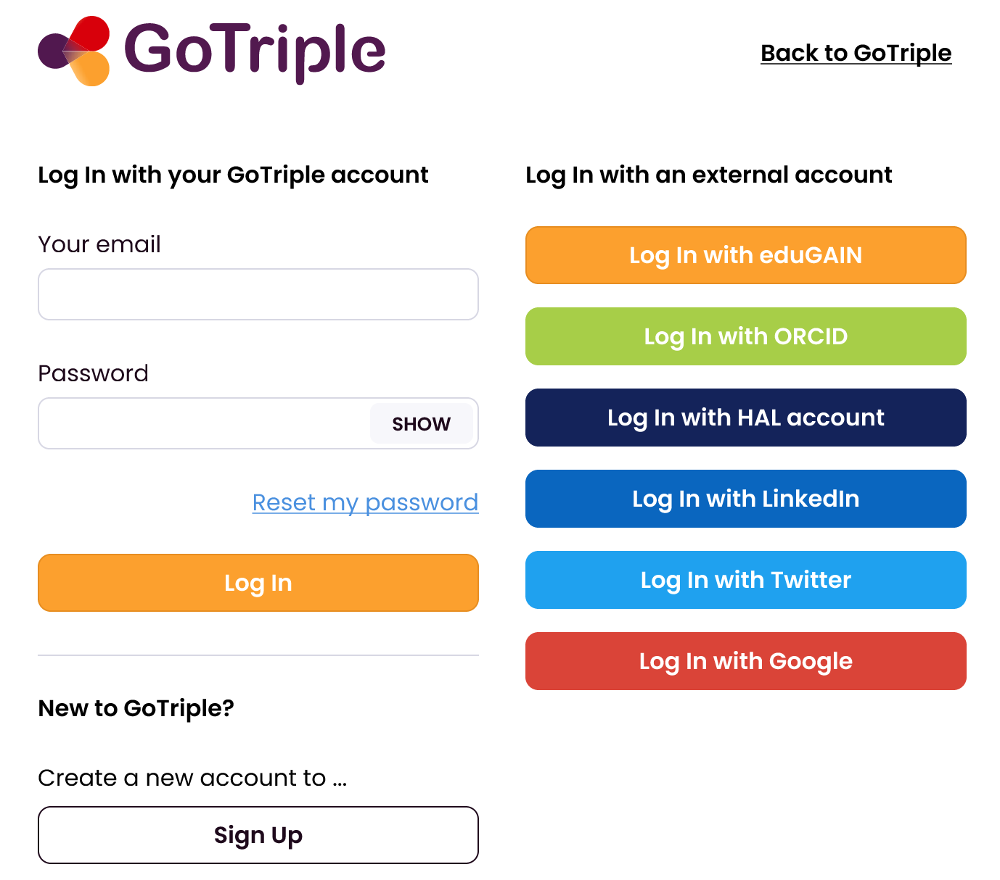 GoTriple
Back to GoTriple
Log In with your GoTriple account
Your email
Password
SHOW
Reset my password
Log In
New to GoTriple?
Create a new account to ...
Sign Up
Log In with an external account
Log In with eduGAIN
Log In with ORCID
Log In with HAL account
Log In with LinkedIn
Log In with Twitter
Log In with Google